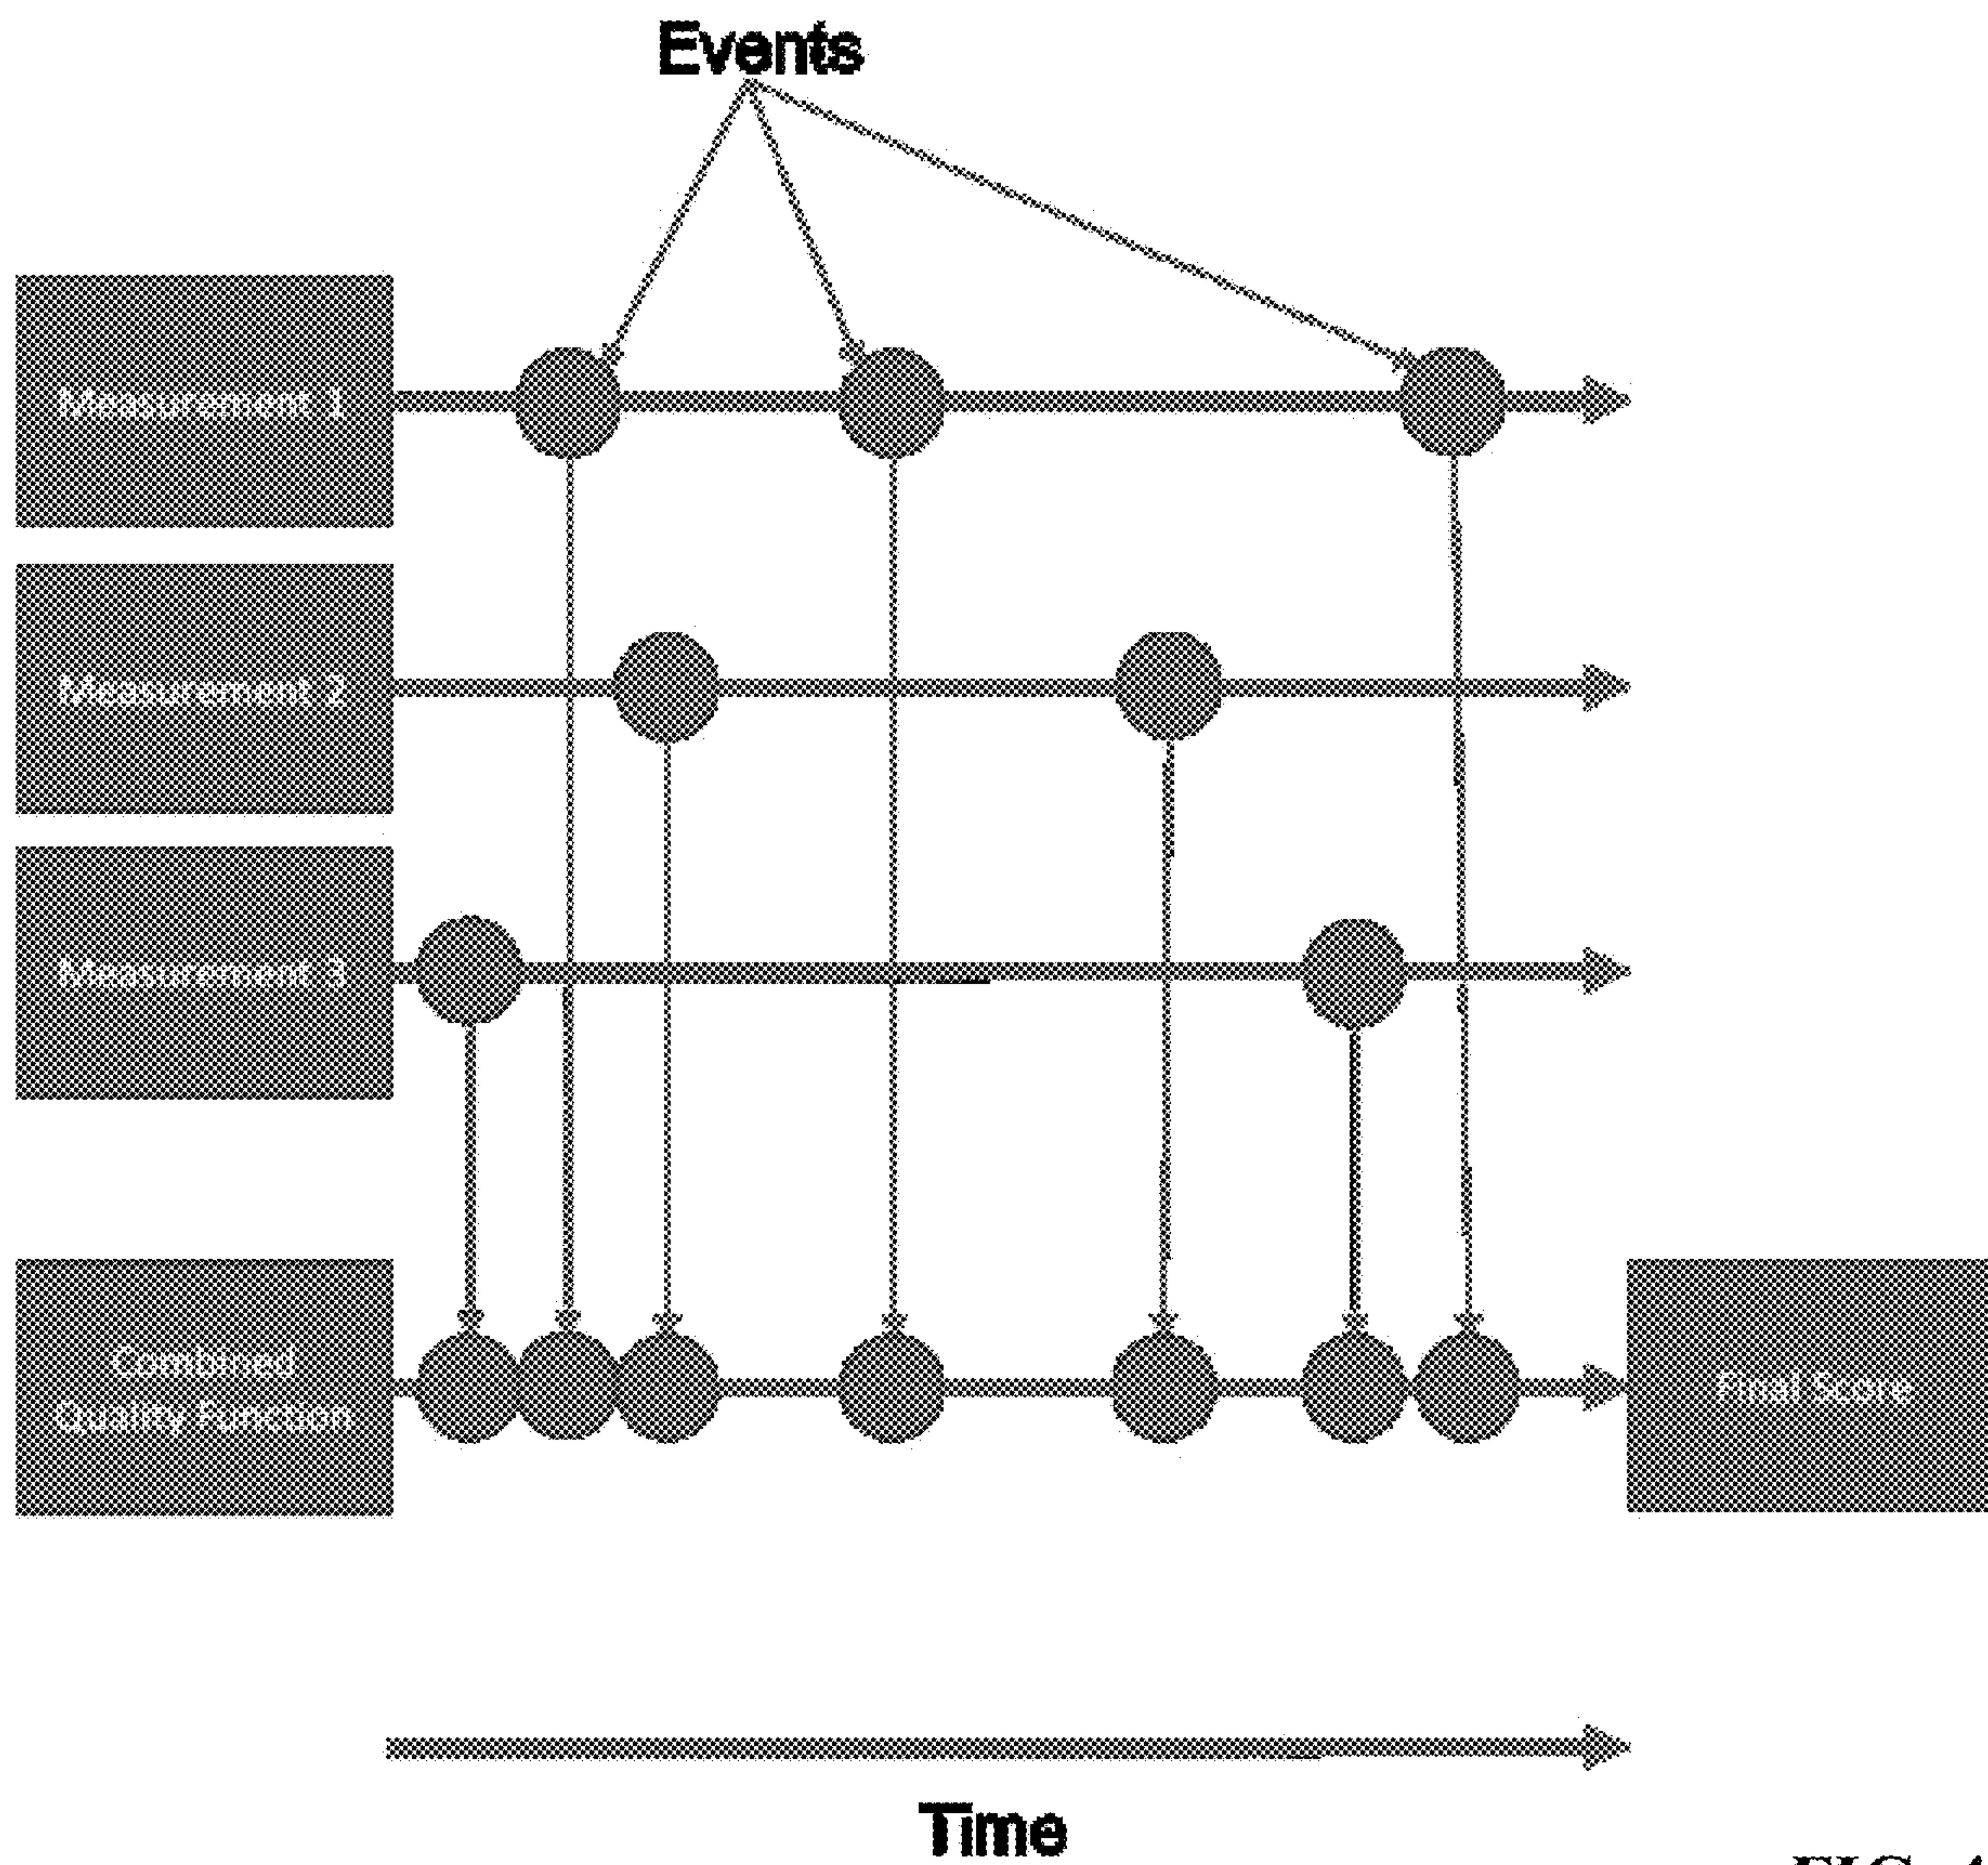 Events
Measurement 1
Measurement 2
Measurement 3
Combined
Quality Function
Final Score
Time